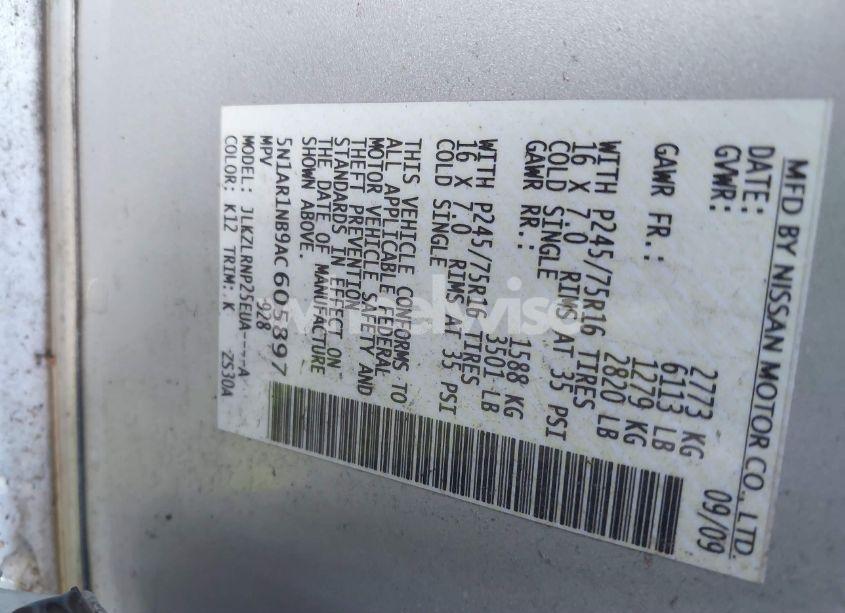 MFD BY NISSAN MOTOR CO., LTD.
DATE: 09/09
GVWR: 2773 KG
6113 LB
GAWR FR.: 1279 KG
2820 LB
WITH P245/75R16 TIRES
16 X 7.0 RIMS AT 35 PSI
COLD SINGLE
GAWR RR.: 1588 KG
3501 LB
WITH P245/75R16 TIRES
16 X 7.0 RIMS AT 35 PSI
COLD SINGLE
THIS VEHICLE CONFORMS TO
ALL APPLICABLE FEDERAL
MOTOR VEHICLE SAFETY AND
THEFT PREVENTION
STANDARDS IN EFFECT ON
THE DATE OF MANUFACTURE
SHOWN ABOVE.
5N1AR1NB9AC605897
MPV 928
MODEL: JLKZLRNP25EUA----A
COLOR: K12 TRIM: K 2S30A